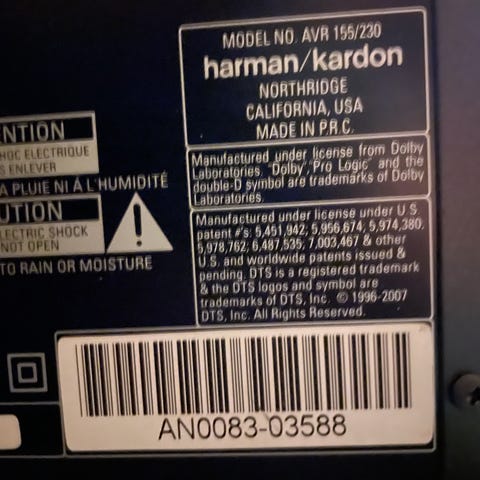 MODEL NO. AVR 155/230
harman/kardon
NORTHRIDGE
CALIFORNIA, USA
MADE IN P.R.C.
Manufactured under license from Dolby
Laboratories. "Dolby", "Pro Logic" and the
double-D symbol are trademarks of Dolby
Laboratories.
Manufactured under license under U.S.
patent #'s: 5,451,942; 5,956,674; 5,974,380;
5,978,762; 6,487,535; 7,003,467 & other
U.S. and worldwide patents issued &
pending. DTS is a registered trademark
& the DTS logos and symbol are
trademarks of DTS, Inc. © 1996-2007
DTS, Inc. All Rights Reserved.
ENTION
HOC ELECTRIQUE
S ENLEVER
A PLUIE NI À L'HUMIDITÉ
UTION
LECTRIC SHOCK
NOT OPEN
TO RAIN OR MOISTURE
AN0083-03588